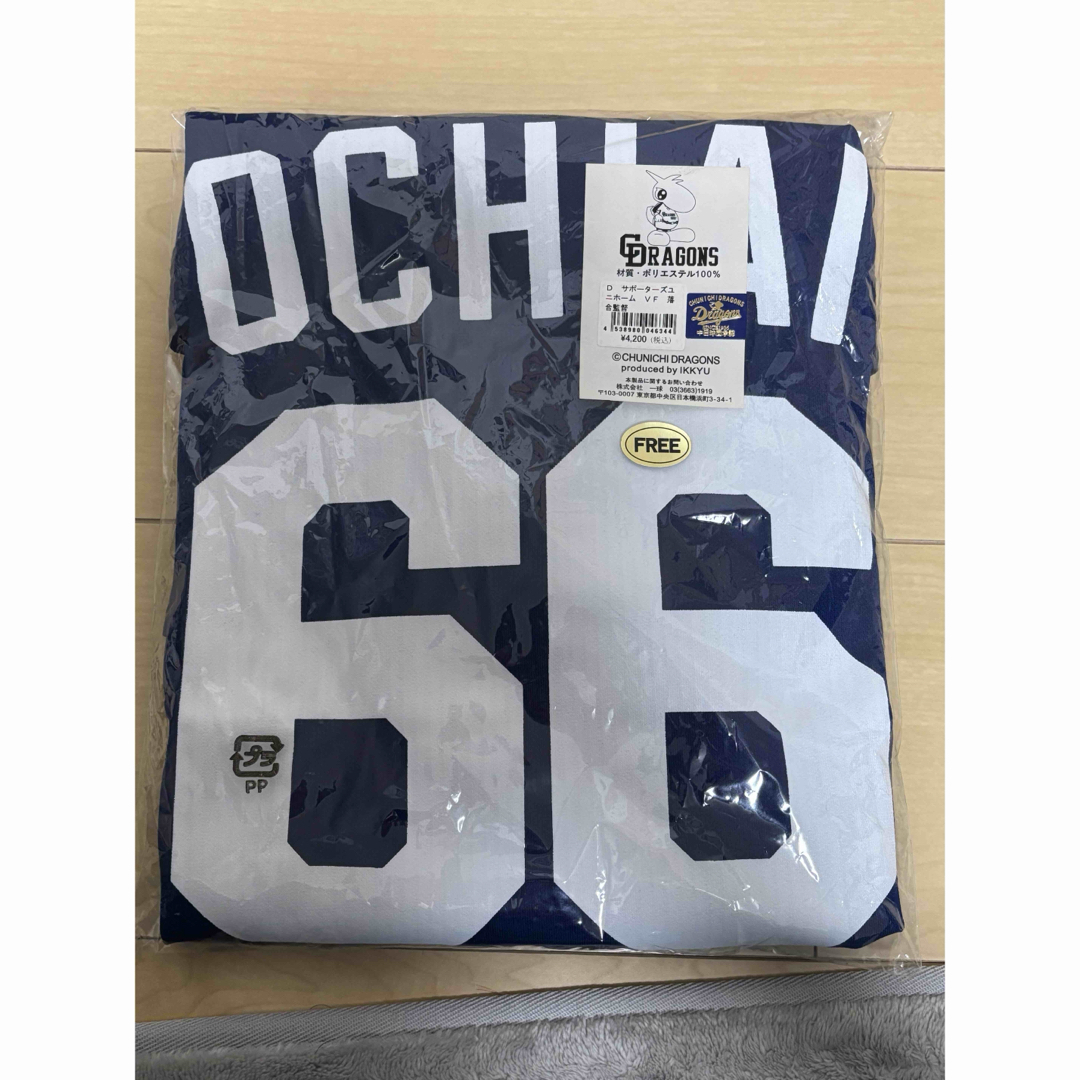 OCHIAI
DRAGONS
材質・ポリエステル100%
D サポーターズユ
ニホーム VF 落
合監督
4 538980 046344
¥4,200 (税込)
CHUNICHI DRAGONS
Dragons
©CHUNICHI DRAGONS
produced by IKKYU
本製品に関するお問い合わせ
株式会社 一球 03(3663)1919
〒103-0007 東京都中央区日本橋浜町3-34-1
FREE
66
プラ
PP